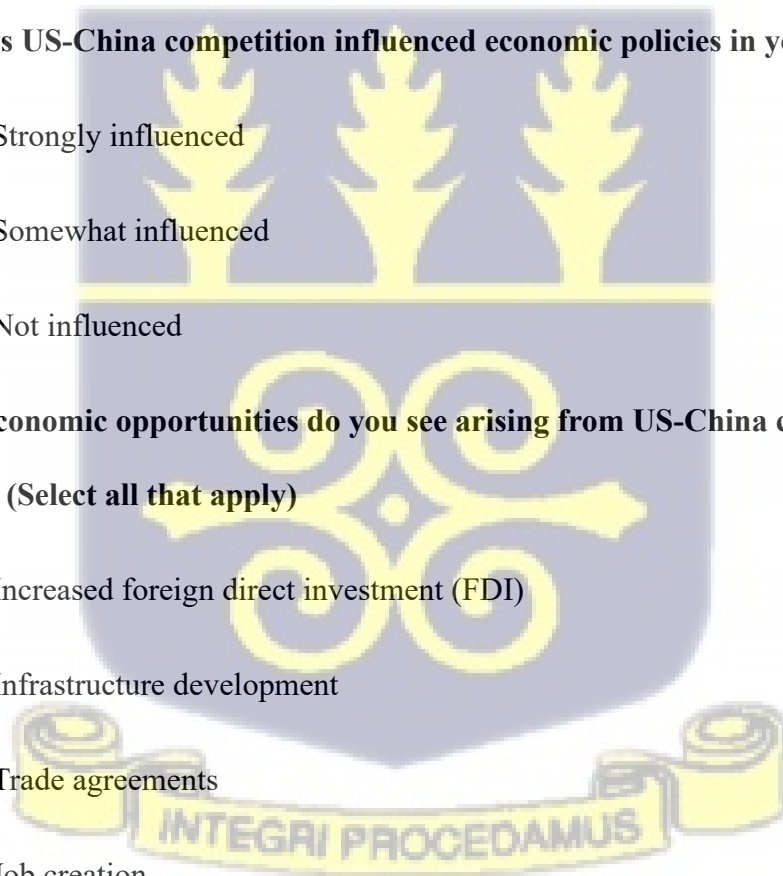 s US-China competition influenced economic policies in yo
Strongly influenced
Somewhat influenced
Not influenced
conomic opportunities do you see arising from US-China c
(Select all that apply)
Increased foreign direct investment (FDI)
Infrastructure development
Trade agreements
INTEGRI PROCEDAMUS
Job creation